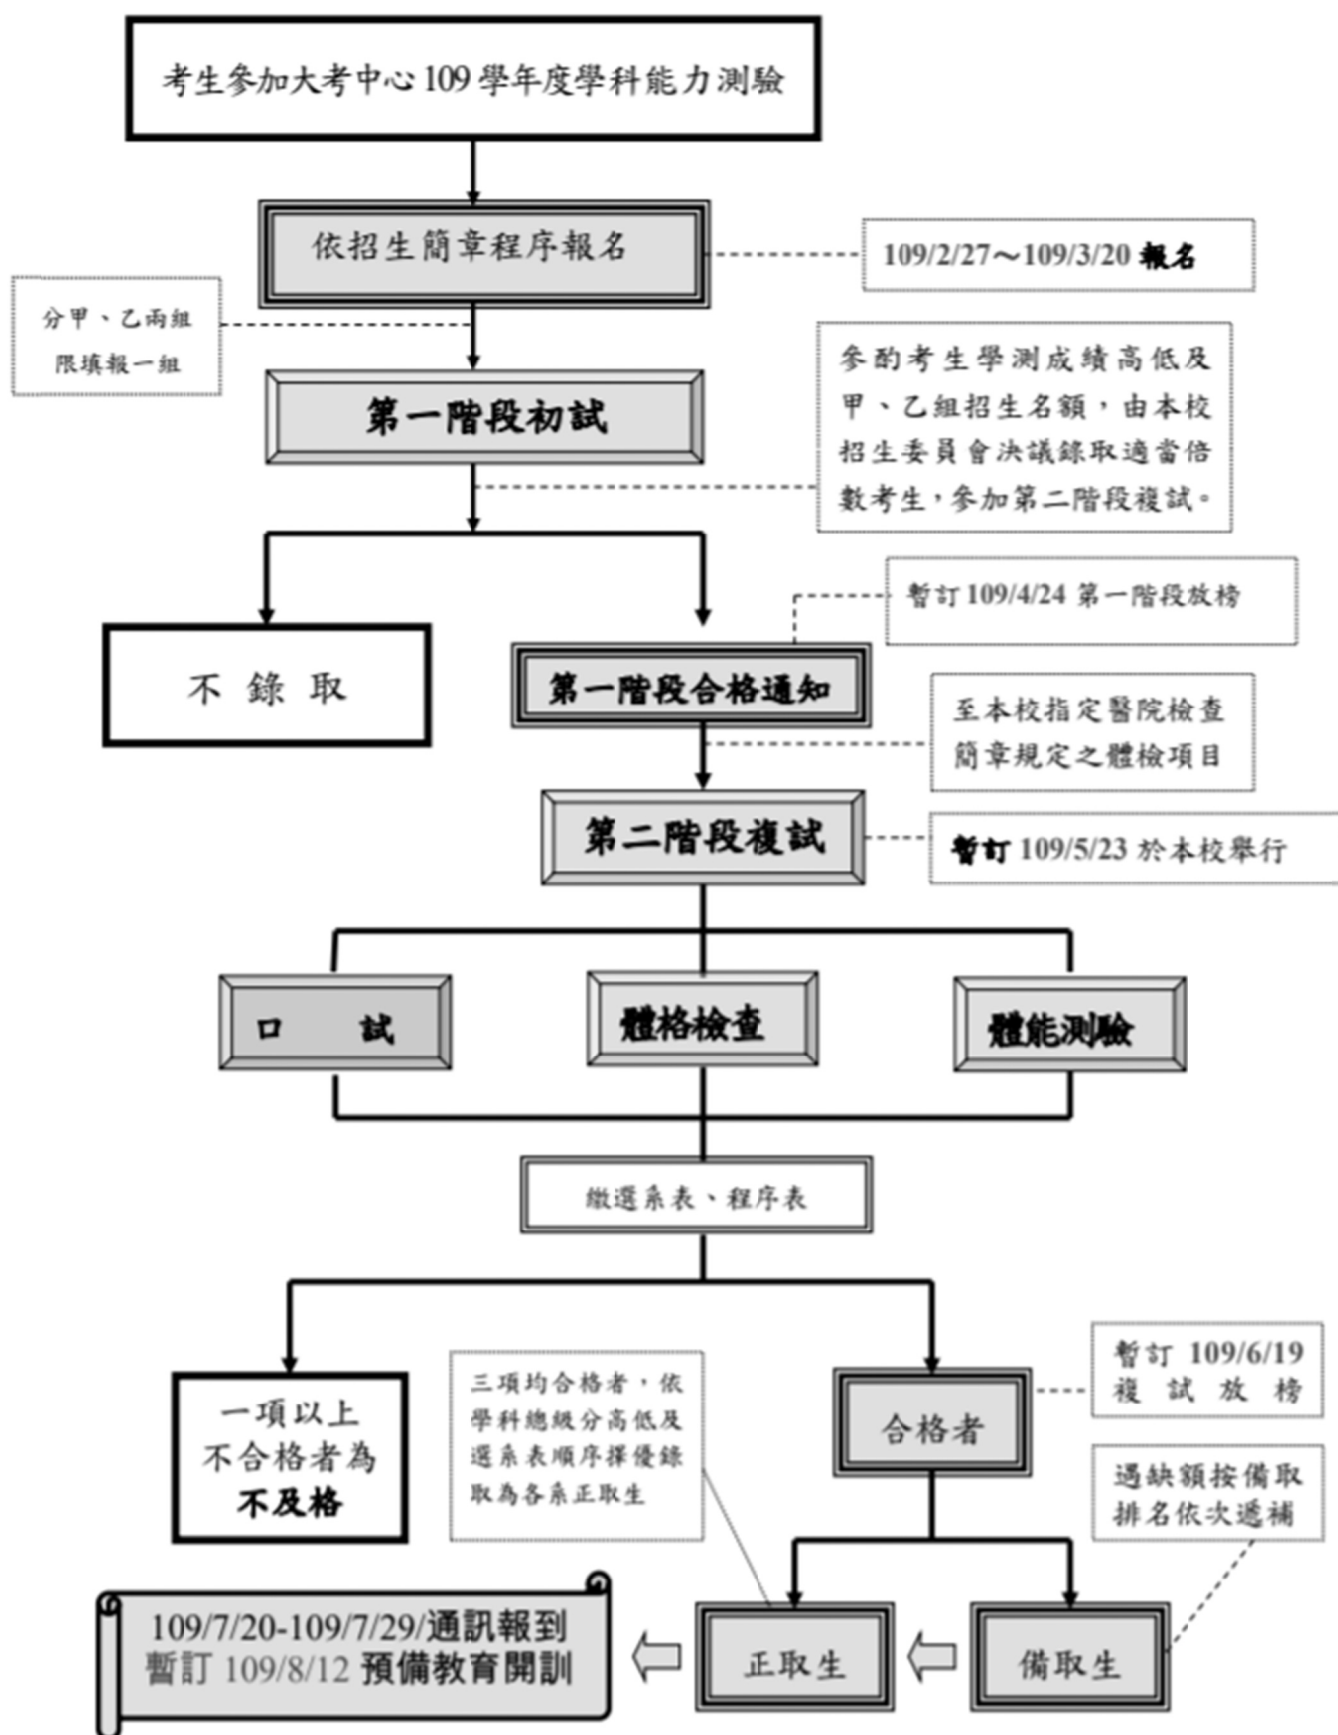 考生參加大考中心 109 學年度學科能力測驗
依招生簡章程序報名
109/2/27～109/3/20 報名
分甲、乙兩組
限填報一組
第一階段初試
參酌考生學測成績高低及
甲、乙組招生名額，由本校
招生委員會決議錄取適當倍
數考生，參加第二階段複試。
不 錄 取
暫訂 109/4/24 第一階段放榜
第一階段合格通知
至本校指定醫院檢查
簡章規定之體檢項目
第二階段複試
暫訂 109/5/23 於本校舉行
口 試
體格檢查
體能測驗
繳選系表、程序表
一項以上
不合格者為
不及格
三項均合格者，依
學科總級分高低及
選系表順序擇優錄
取為各系正取生
合格者
暫訂 109/6/19
複 試 放 榜
遇缺額按備取
排名依次遞補
109/7/20-109/7/29/通訊報到
暫訂 109/8/12 預備教育開訓
正取生
備取生